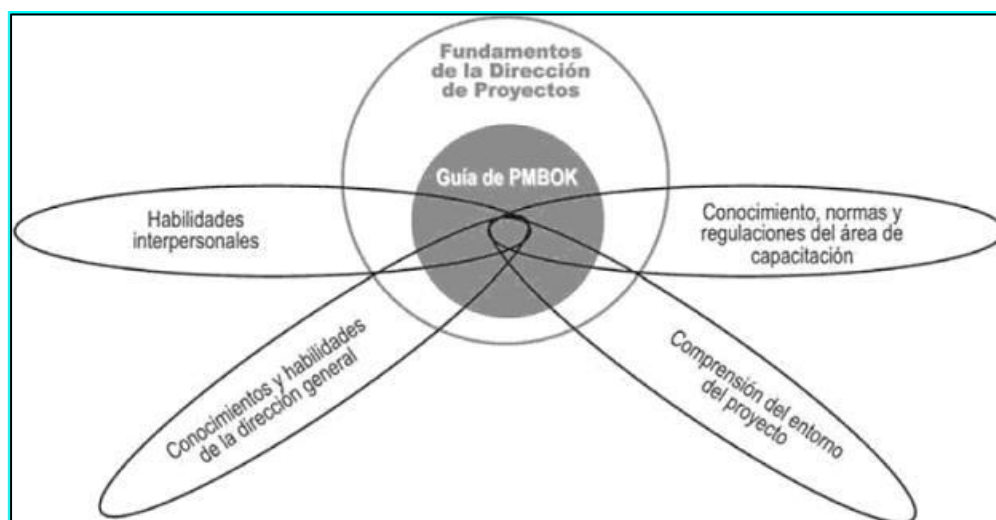 Fundamentos
de la Dirección
de Proyectos
Guía de PMBOK
Habilidades
interpersonales
Conocimiento, normas y
regulaciones del área de
capacitación
Conocimientos y habilidades
de la dirección general
Comprensión del entorno
del proyecto